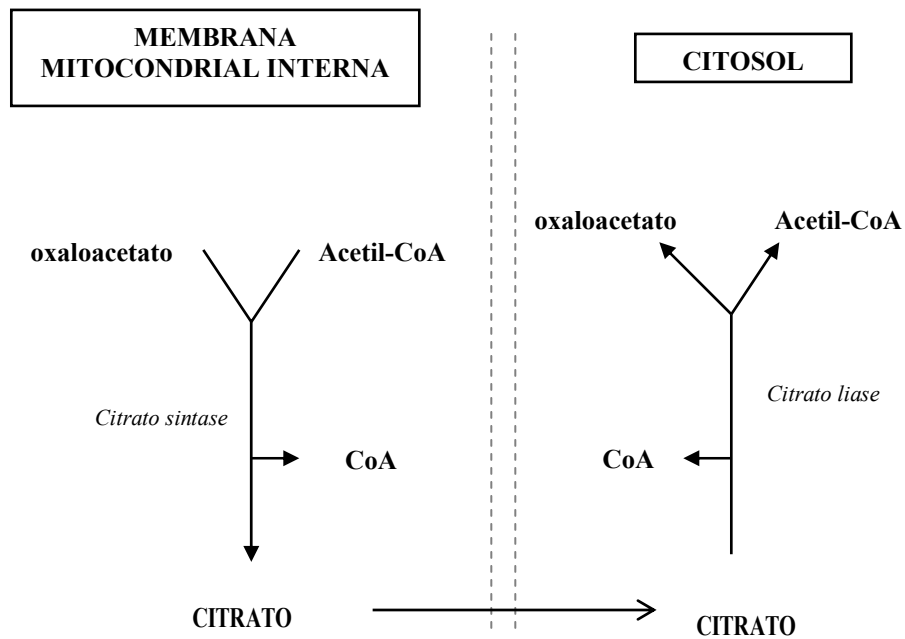 MEMBRANA
MITOCONDRIAL INTERNA
CITOSOL
oxaloacetato
Acetil-CoA
oxaloacetato
Acetil-CoA
Citrato sintase
Citrato liase
CoA
CoA
CITRATO
CITRATO